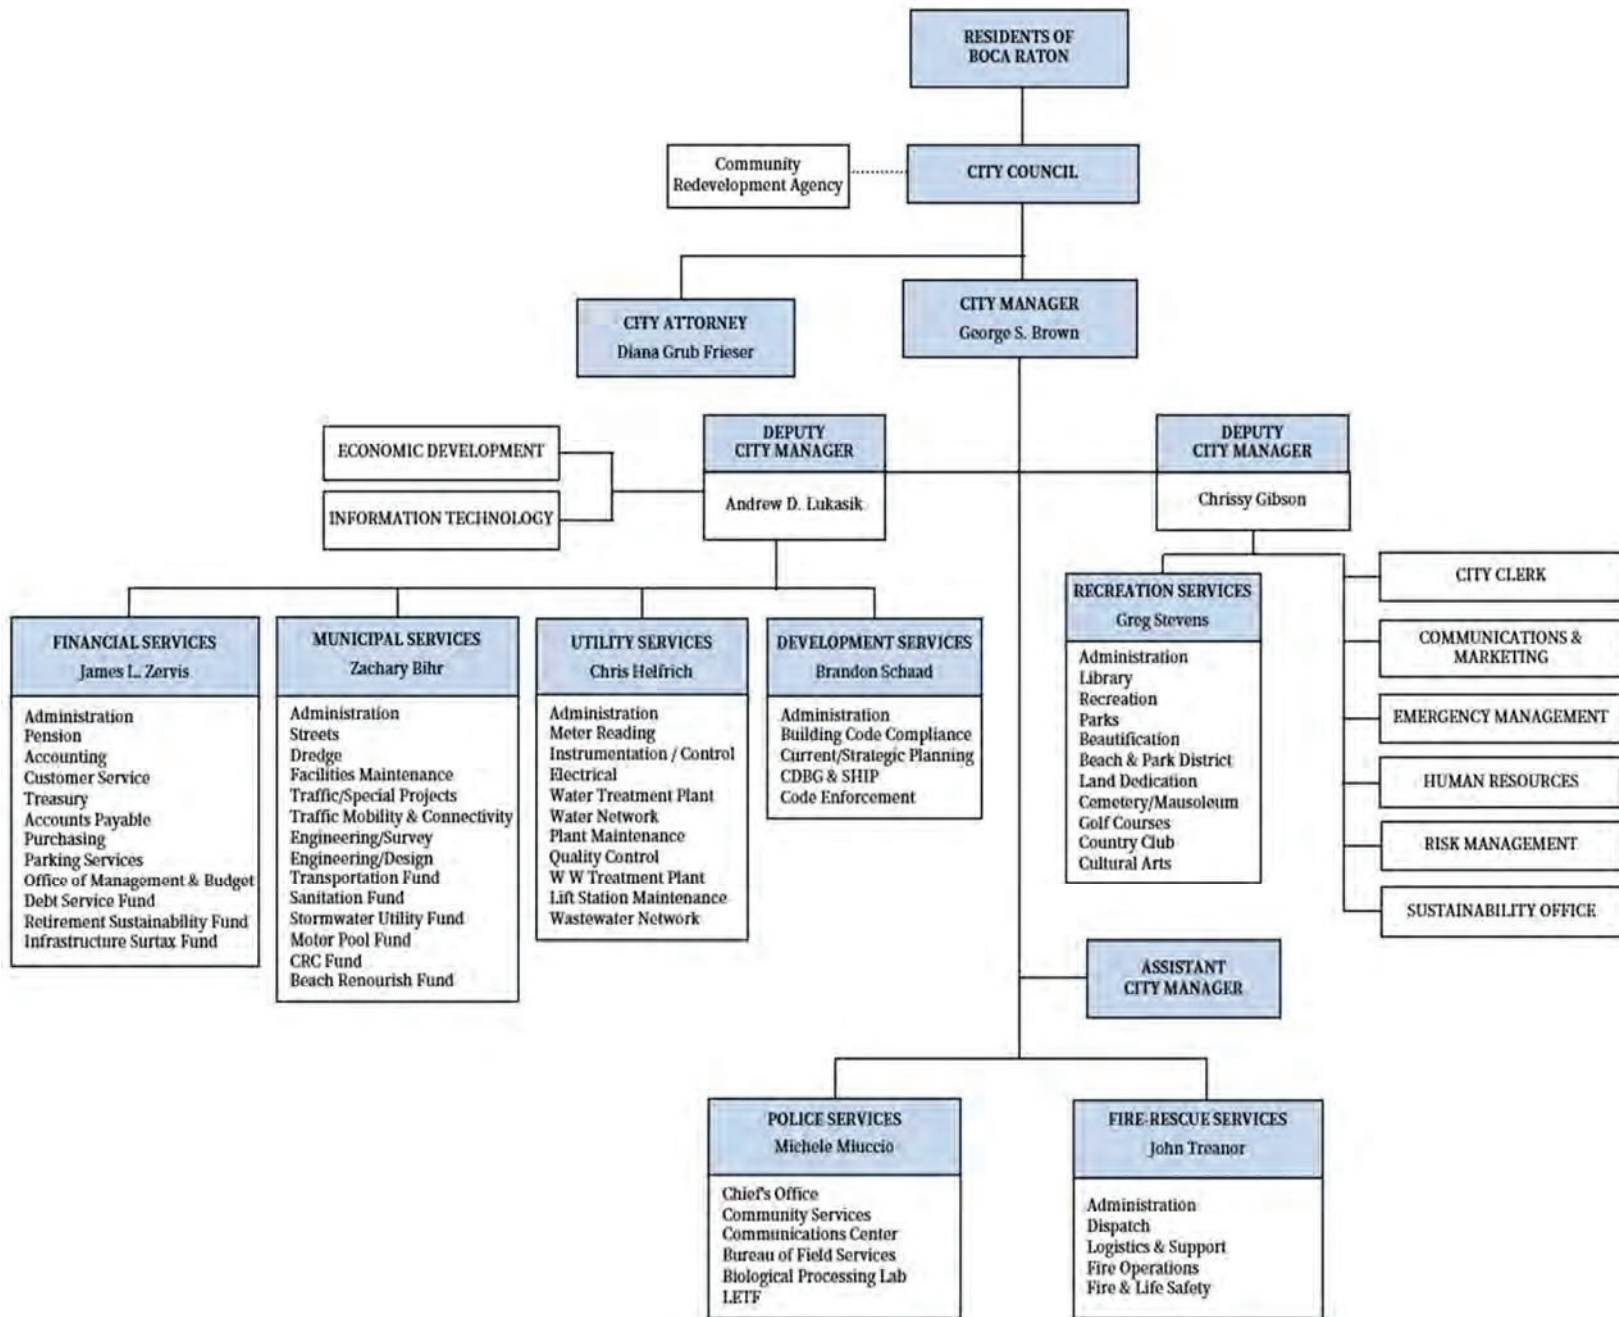 RESIDENTS OF
BOCA RATON
Community
Redevelopment Agency
CITY COUNCIL
CITY ATTORNEY
Diana Grub Frieser
CITY MANAGER
George S. Brown
ECONOMIC DEVELOPMENT
INFORMATION TECHNOLOGY
DEPUTY
CITY MANAGER
Andrew D. Lukasik
DEPUTY
CITY MANAGER
Chrissy Gibson
FINANCIAL SERVICES
James L. Zervis
Administration
Pension
Accounting
Customer Service
Treasury
Accounts Payable
Purchasing
Parking Services
Office of Management & Budget
Debt Service Fund
Retirement Sustainability Fund
Infrastructure Surtax Fund
MUNICIPAL SERVICES
Zachary Bihr
Administration
Streets
Dredge
Facilities Maintenance
Traffic/Special Projects
Traffic Mobility & Connectivity
Engineering/Survey
Engineering/Design
Transportation Fund
Sanitation Fund
Stormwater Utility Fund
Motor Pool Fund
CRC Fund
Beach Renourish Fund
UTILITY SERVICES
Chris Helfrich
Administration
Meter Reading
Instrumentation / Control
Electrical
Water Treatment Plant
Water Network
Plant Maintenance
Quality Control
W W Treatment Plant
Lift Station Maintenance
Wastewater Network
DEVELOPMENT SERVICES
Brandon Schaad
Administration
Building Code Compliance
Current/Strategic Planning
CDBG & SHIP
Code Enforcement
RECREATION SERVICES
Greg Stevens
Administration
Library
Recreation
Parks
Beautification
Beach & Park District
Land Dedication
Cemetery/Mausoleum
Golf Courses
Country Club
Cultural Arts
CITY CLERK
COMMUNICATIONS &
MARKETING
EMERGENCY MANAGEMENT
HUMAN RESOURCES
RISK MANAGEMENT
SUSTAINABILITY OFFICE
ASSISTANT
CITY MANAGER
POLICE SERVICES
Michele Miuccio
Chief's Office
Community Services
Communications Center
Bureau of Field Services
Biological Processing Lab
LETF
FIRE-RESCUE SERVICES
John Treanor
Administration
Dispatch
Logistics & Support
Fire Operations
Fire & Life Safety